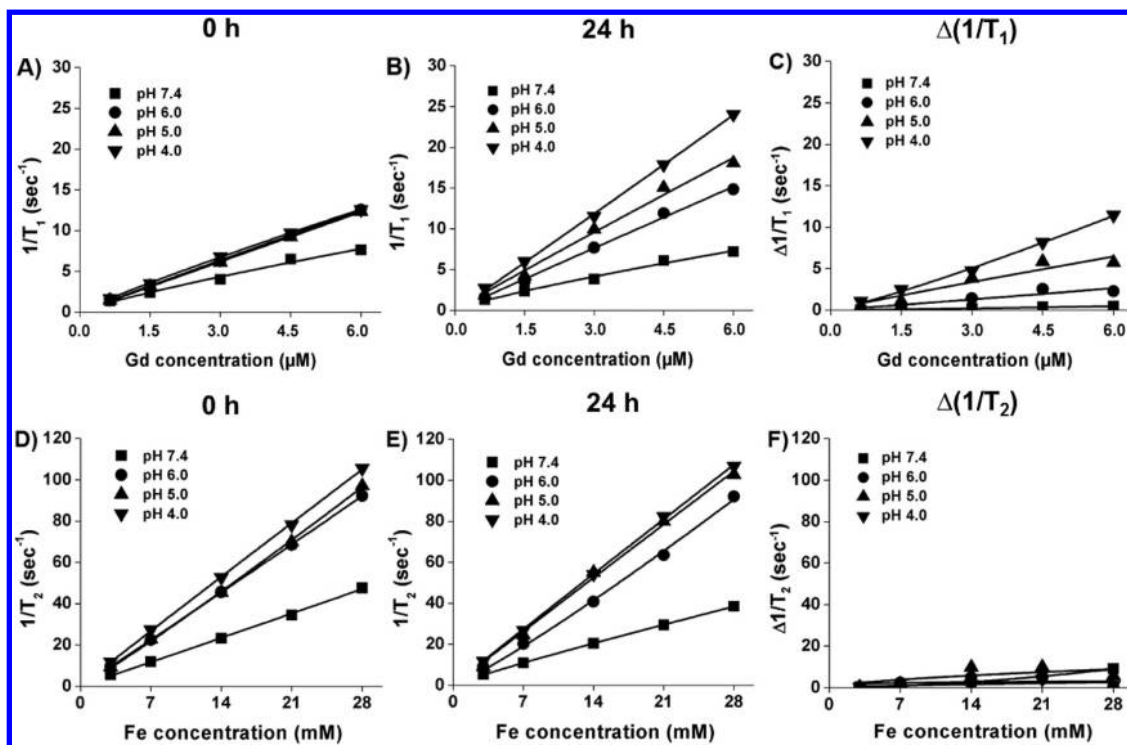 0 h
24 h
Δ(1/T₁)
A)
pH 7.4
pH 6.0
pH 5.0
pH 4.0
30
25
20
15
10
5
0
1/T₁ (sec⁻¹)
0.0 1.5 3.0 4.5 6.0
Gd concentration (μM)
B)
pH 7.4
pH 6.0
pH 5.0
pH 4.0
30
25
20
15
10
5
0
1/T₁ (sec⁻¹)
0.0 1.5 3.0 4.5 6.0
Gd concentration (μM)
C)
pH 7.4
pH 6.0
pH 5.0
pH 4.0
30
25
20
15
10
5
0
Δ1/T₁ (sec⁻¹)
0.0 1.5 3.0 4.5 6.0
Gd concentration (μM)
0 h
24 h
Δ(1/T₂)
D)
pH 7.4
pH 6.0
pH 5.0
pH 4.0
120
100
80
60
40
20
0
1/T₂ (sec⁻¹)
0 7 14 21 28
Fe concentration (mM)
E)
pH 7.4
pH 6.0
pH 5.0
pH 4.0
120
100
80
60
40
20
0
1/T₂ (sec⁻¹)
0 7 14 21 28
Fe concentration (mM)
F)
pH 7.4
pH 6.0
pH 5.0
pH 4.0
120
100
80
60
40
20
0
Δ1/T₂ (sec⁻¹)
0 7 14 21 28
Fe concentration (mM)